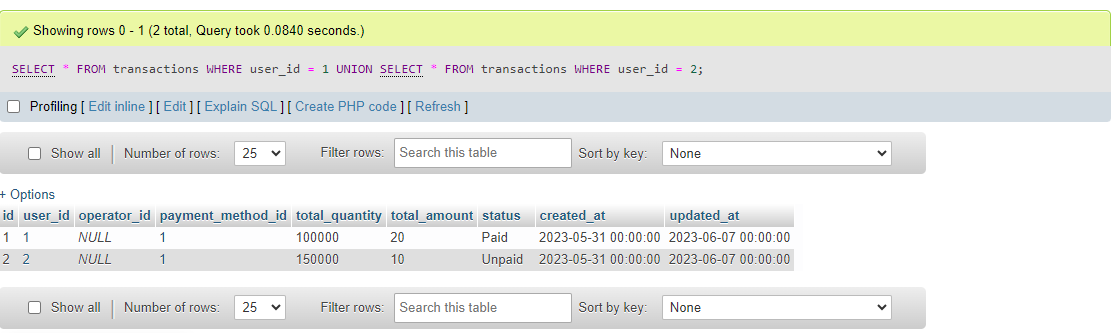 Showing rows 0 - 1 (2 total, Query took 0.0840 seconds.)
SELECT * FROM transactions WHERE user_id = 1 UNION SELECT * FROM transactions WHERE user_id = 2;
Profiling [ Edit inline ] [ Edit ] [ Explain SQL ] [ Create PHP code ] [ Refresh ]
Show all | Number of rows: 25 Filter rows: Search this table Sort by key: None
+ Options
id user_id operator_id payment_method_id total_quantity total_amount status created_at updated_at
1 1 NULL 1 100000 20 Paid 2023-05-31 00:00:00 2023-06-07 00:00:00
2 2 NULL 1 150000 10 Unpaid 2023-05-31 00:00:00 2023-06-07 00:00:00
Show all | Number of rows: 25 Filter rows: Search this table Sort by key: None